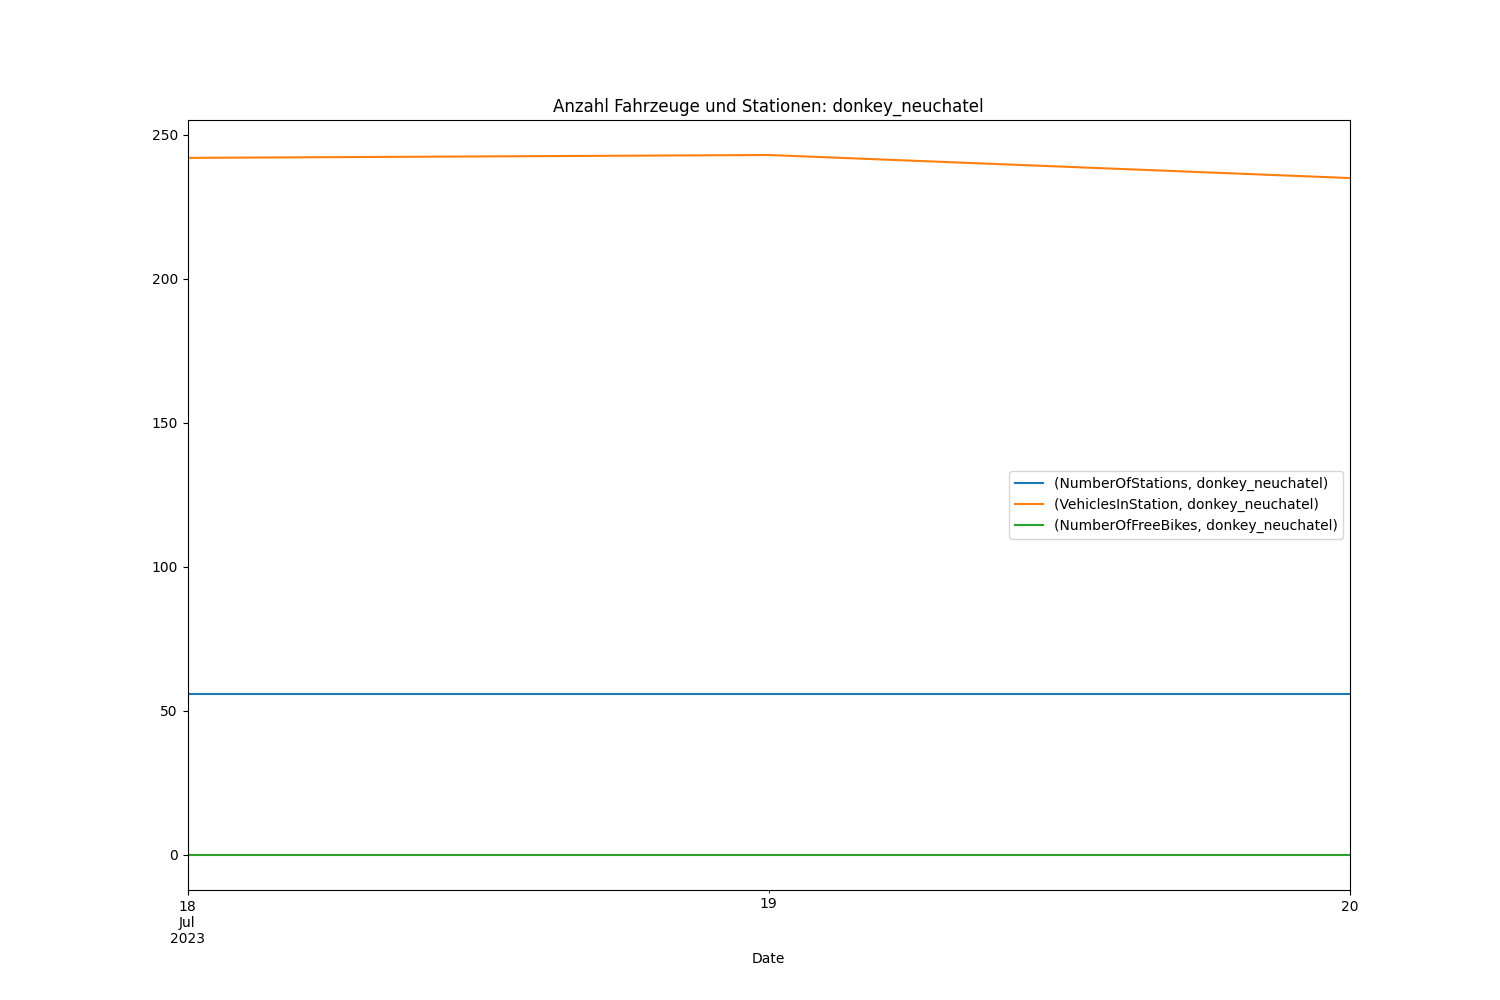 Anzahl Fahrzeuge und Stationen: donkey_neuchatel
250
200
150
100
50
0
(NumberOfStations, donkey_neuchatel)
(VehiclesInStation, donkey_neuchatel)
(NumberOfFreeBikes, donkey_neuchatel)
18
Jul
2023
19
20
Date